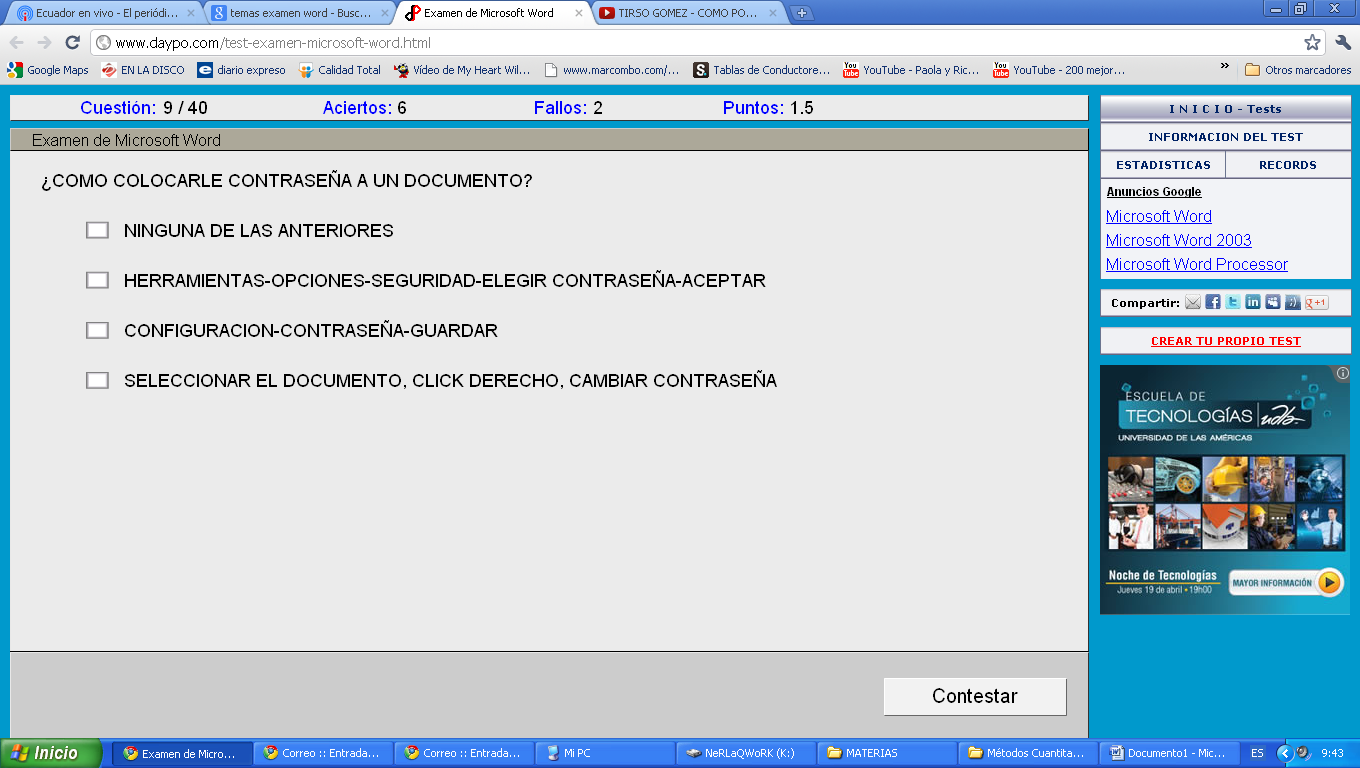 Ecuador en vivo - El periódi...
temas examen word - Busc...
Examen de Microsoft Word
TIRSO GOMEZ - COMO PO...
www.daypo.com/test-examen-microsoft-word.html
Google Maps
EN LA DISCO
diario expreso
Calidad Total
Vídeo de My Heart Wil...
www.marcombo.com/...
Tablas de Conductore...
YouTube - Paola y Ric...
YouTube - 200 mejor...
»
Otros marcadores
Cuestión: 9 / 40 Aciertos: 6 Fallos: 2 Puntos: 1.5
Examen de Microsoft Word
¿COMO COLOCARLE CONTRASEÑA A UN DOCUMENTO?
NINGUNA DE LAS ANTERIORES
HERRAMIENTAS-OPCIONES-SEGURIDAD-ELEGIR CONTRASEÑA-ACEPTAR
CONFIGURACION-CONTRASEÑA-GUARDAR
SELECCIONAR EL DOCUMENTO, CLICK DERECHO, CAMBIAR CONTRASEÑA
Contestar
I N I C I O - Tests
INFORMACION DEL TEST
ESTADISTICAS RECORDS
Anuncios Google
Microsoft Word
Microsoft Word 2003
Microsoft Word Processor
Compartir:
+1
CREAR TU PROPIO TEST
ESCUELA DE
TECNOLOGÍAS udla
UNIVERSIDAD DE LAS AMÉRICAS
Noche de Tecnologías
Jueves 19 de abril • 19h00
MAYOR INFORMACIÓN
Inicio
Examen de Micro...
Correo :: Entrada...
Correo :: Entrada...
Mi PC
NeRLaQWoRK (K:)
MATERIAS
Métodos Cuantita...
Documento1 - Mic...
ES
9:43